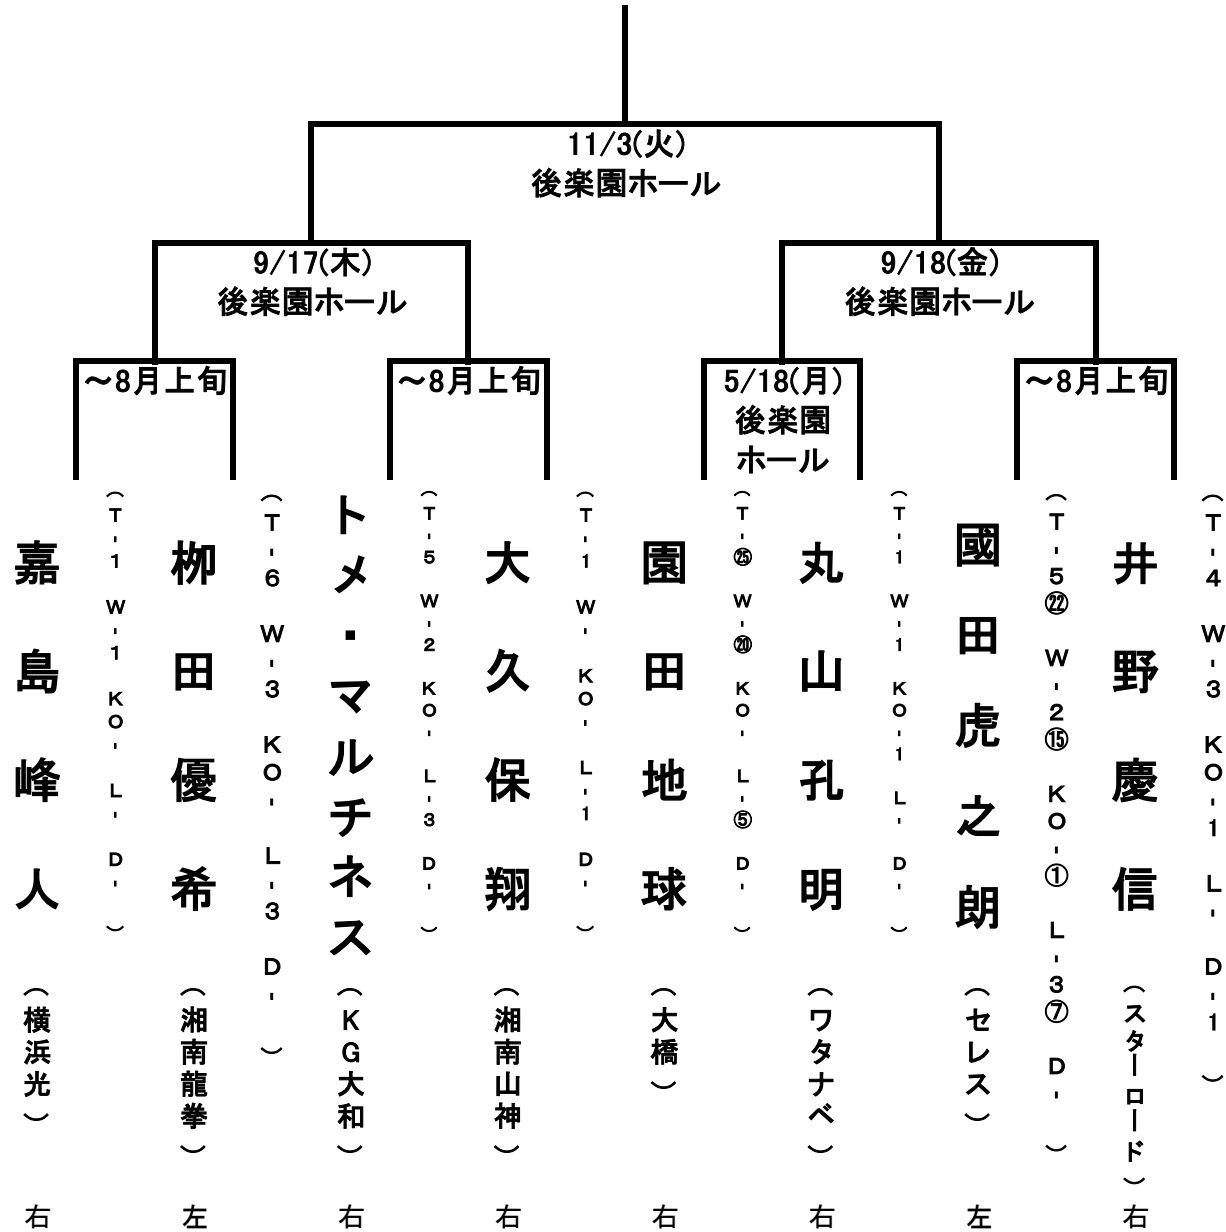 11/3(火)
後楽園ホール
9/17(木)
後楽園ホール
9/18(金)
後楽園ホール
～8月上旬
～8月上旬
5/18(月)
後楽園
ホール
～8月上旬
嘉島峰人（横浜光）右
（T-1 W-1 KO- L- D-）
栁田優希（湘南龍拳）左
（T-6 W-3 KO- L-3 D-）
トメ・マルチネス（KG大和）右
（T-5 W-2 KO- L-3 D-）
大久保翔（湘南山神）右
（T-1 W- KO- L-1 D-）
園田地球（大橋）右
（T-㉕ W-⑳ KO- L-⑤ D-）
丸山孔明（ワタナベ）右
（T-1 W-1 KO-1 L- D-）
國田虎之朗（セレス）左
（T-5㉒ W-2⑮ KO-① L-3⑦ D-）
井野慶信（スターロード）右
（T-4 W-3 KO-1 L- D-1）